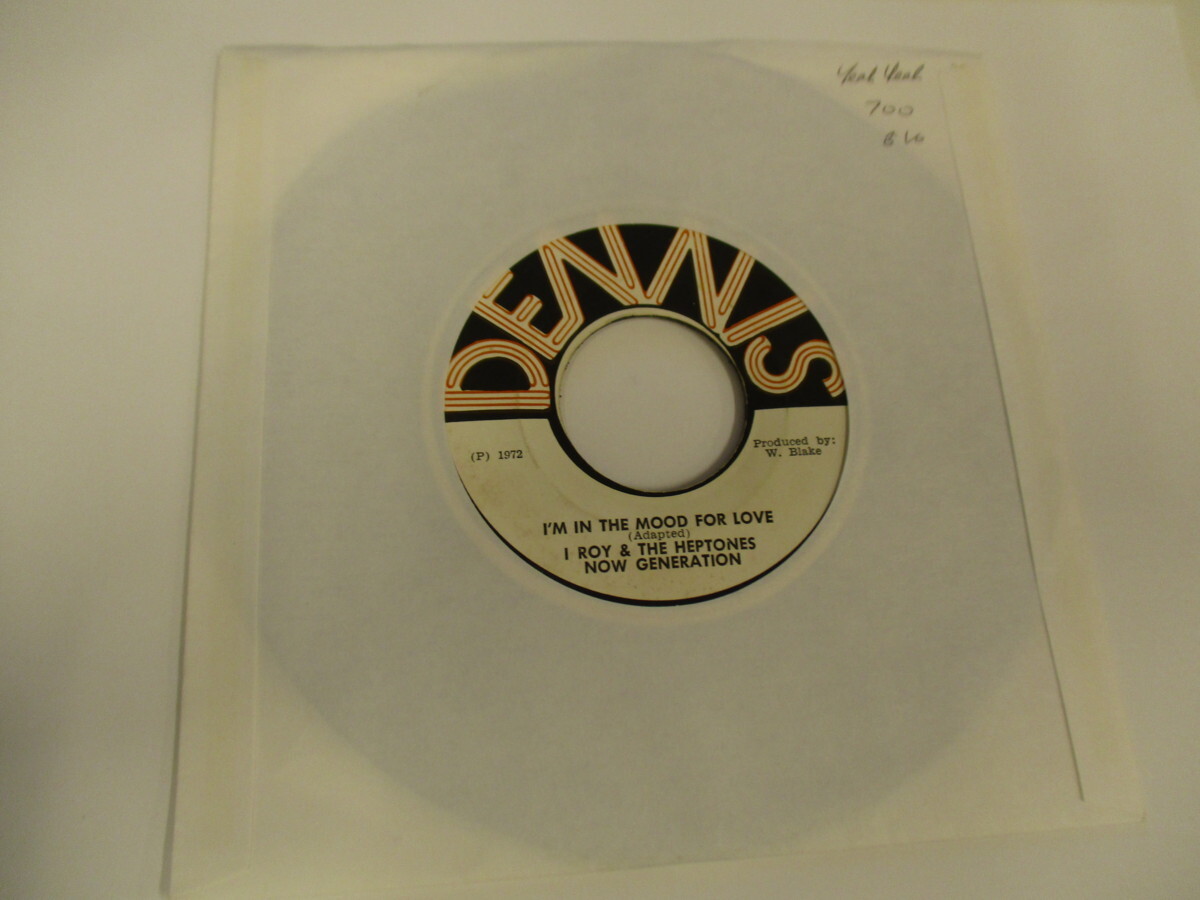 Yeah Yeah
700
DENNIS
(P) 1972
Produced by:
W. Blake
I'M IN THE MOOD FOR LOVE
(Adapted)
I ROY & THE HEPTONES
NOW GENERATION